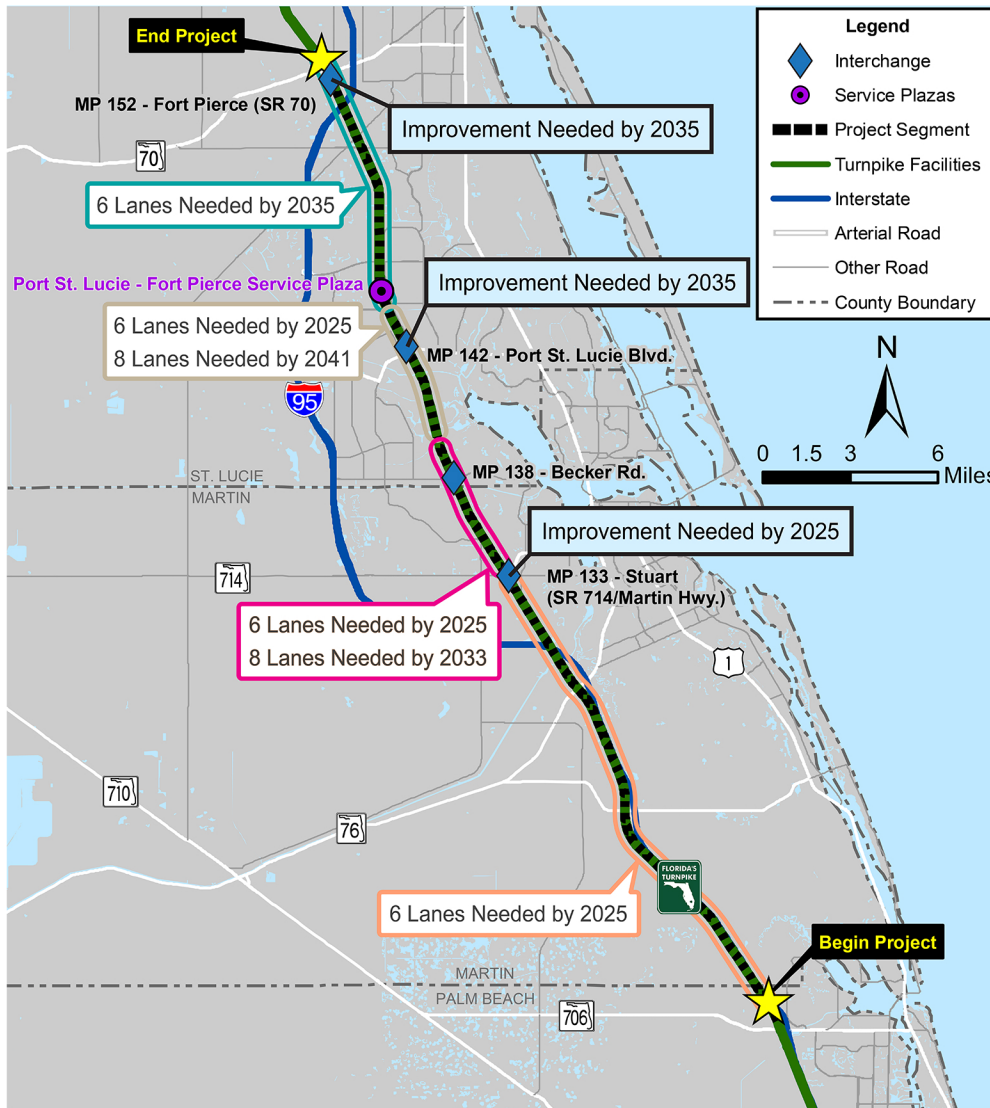 End Project
MP 152 - Fort Pierce (SR 70)
Improvement Needed by 2035
70
6 Lanes Needed by 2035
Port St. Lucie - Fort Pierce Service Plaza
Improvement Needed by 2035
6 Lanes Needed by 2025
8 Lanes Needed by 2041
MP 142 - Port St. Lucie Blvd.
95
ST. LUCIE
MARTIN
MP 138 - Becker Rd.
Improvement Needed by 2025
714
MP 133 - Stuart
(SR 714/Martin Hwy.)
6 Lanes Needed by 2025
8 Lanes Needed by 2033
1
710
76
FLORIDA'S
TURNPIKE
6 Lanes Needed by 2025
Begin Project
MARTIN
PALM BEACH
706
Legend
Interchange
Service Plazas
Project Segment
Turnpike Facilities
Interstate
Arterial Road
Other Road
County Boundary
N
0 1.5 3 6
Miles